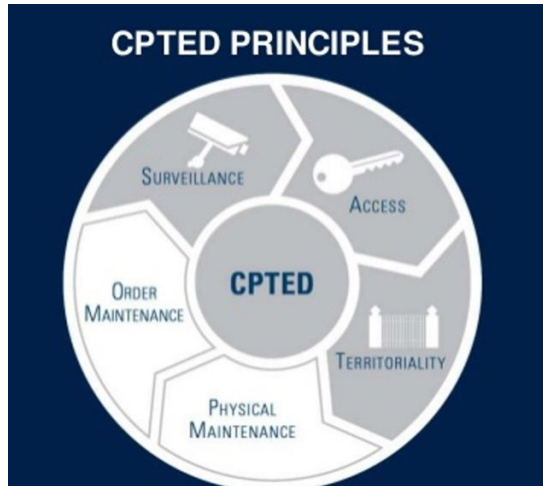 CPTED PRINCIPLES
SURVEILLANCE
ACCESS
CPTED
ORDER
MAINTENANCE
TERRITORIALITY
PHYSICAL
MAINTENANCE